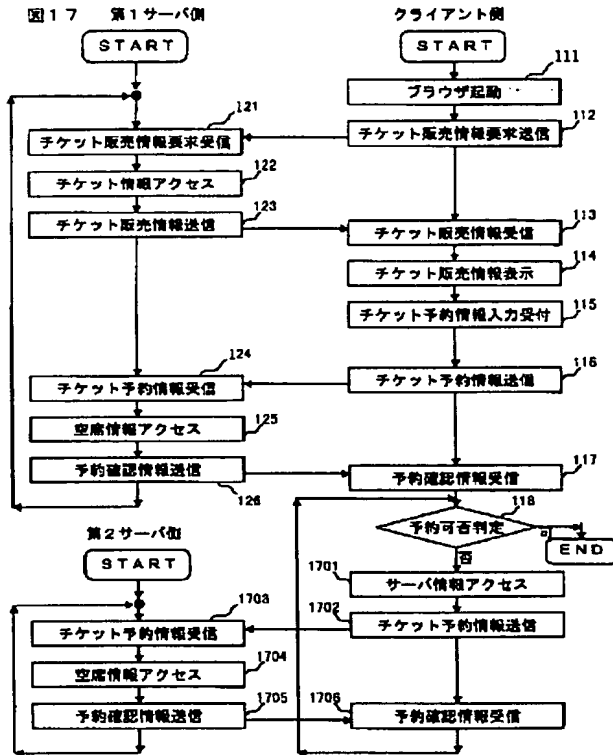 図17 第1サーバ側
START
121
チケット販売情報要求受信
122
チケット情報アクセス
123
チケット販売情報送信
124
チケット予約情報受信
125
空席情報アクセス
予約確認情報送信
126
クライアント側
START
111
ブラウザ起動
112
チケット販売情報要求送信
113
チケット販売情報受信
114
チケット販売情報表示
115
チケット予約情報入力受付
116
チケット予約情報送信
117
予約確認情報受信
118
予約可否判定
可
END
否
1701
サーバ情報アクセス
1702
チケット予約情報送信
1706
予約確認情報受信
第2サーバ側
START
1703
チケット予約情報受信
1704
空席情報アクセス
1705
予約確認情報送信